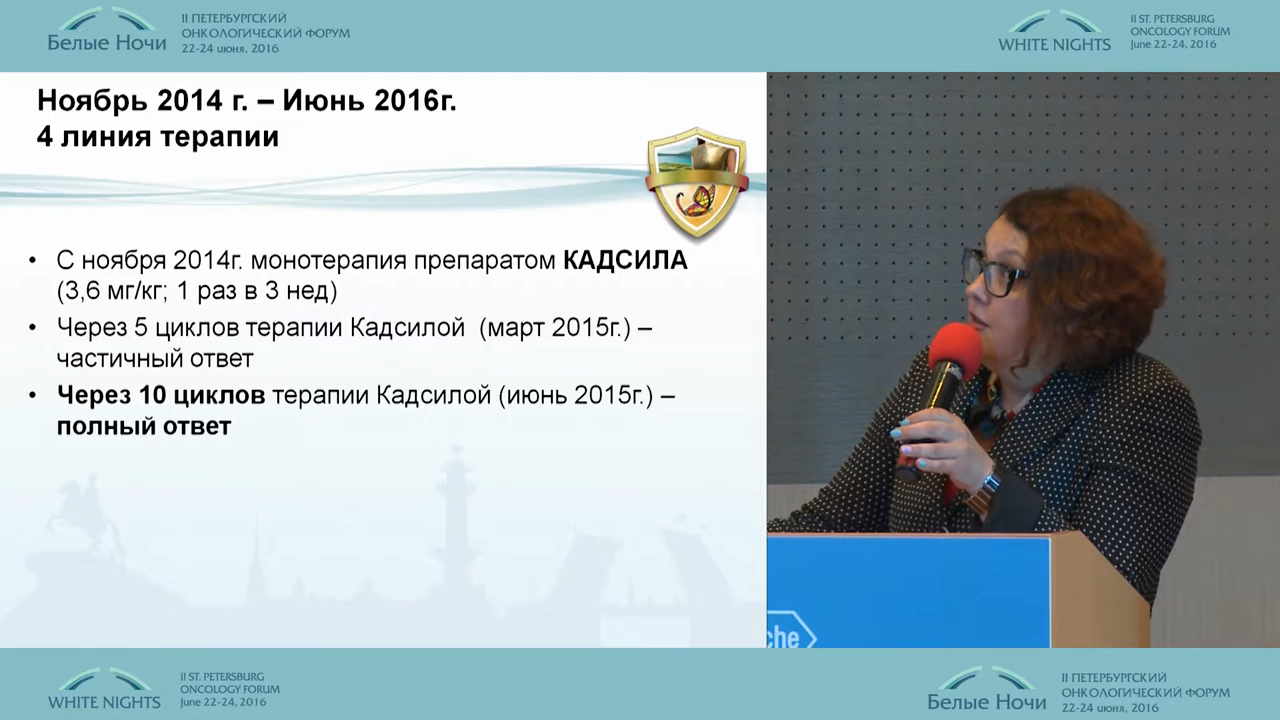 Белые Ночи
II ПЕТЕРБУРГСКИЙ
ОНКОЛОГИЧЕСКИЙ ФОРУМ
22-24 июня, 2016
WHITE NIGHTS
II ST. PETERSBURG
ONCOLOGY FORUM
June 22-24, 2016
Ноябрь 2014 г. – Июнь 2016г.
4 линия терапии
• С ноября 2014г. монотерапия препаратом КАДСИЛА
(3,6 мг/кг; 1 раз в 3 нед)
• Через 5 циклов терапии Кадсилой (март 2015г.) –
частичный ответ
• Через 10 циклов терапии Кадсилой (июнь 2015г.) –
полный ответ
che
WHITE NIGHTS
II ST. PETERSBURG
ONCOLOGY FORUM
June 22-24, 2016
Белые Ночи
II ПЕТЕРБУРГСКИЙ
ОНКОЛОГИЧЕСКИЙ ФОРУМ
22-24 июня, 2016